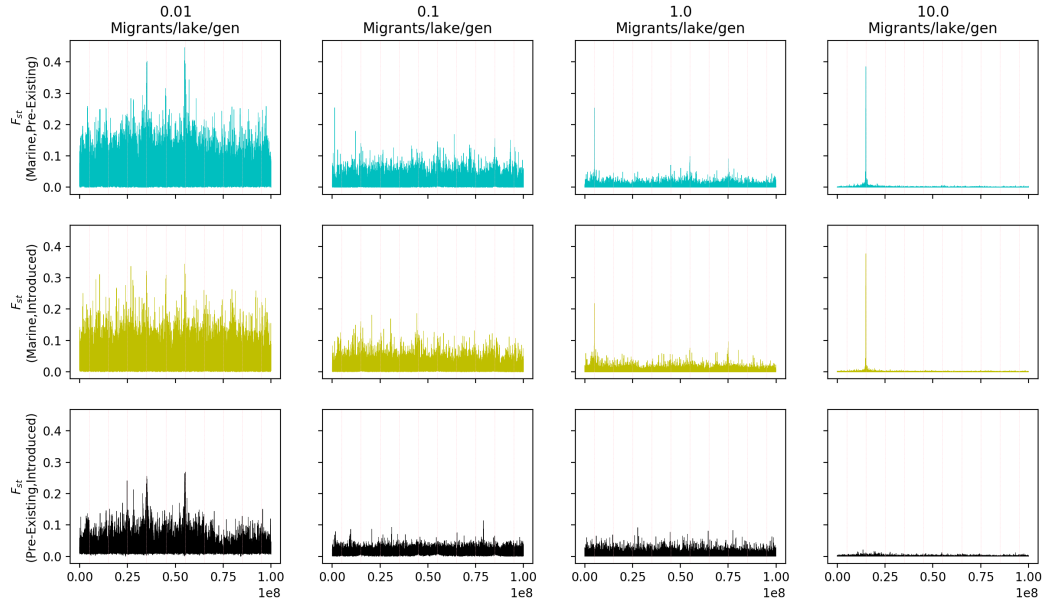 0.01
Migrants/lake/gen
0.1
Migrants/lake/gen
1.0
Migrants/lake/gen
10.0
Migrants/lake/gen
F_st
(Marine,Pre-Existing)
0.4
0.3
0.2
0.1
0.0
F_st
(Marine,Introduced)
0.4
0.3
0.2
0.1
0.0
F_st
(Pre-Existing,Introduced)
0.4
0.3
0.2
0.1
0.0
0.00 0.25 0.50 0.75 1.00
1e8
0.00 0.25 0.50 0.75 1.00
1e8
0.00 0.25 0.50 0.75 1.00
1e8
0.00 0.25 0.50 0.75 1.00
1e8